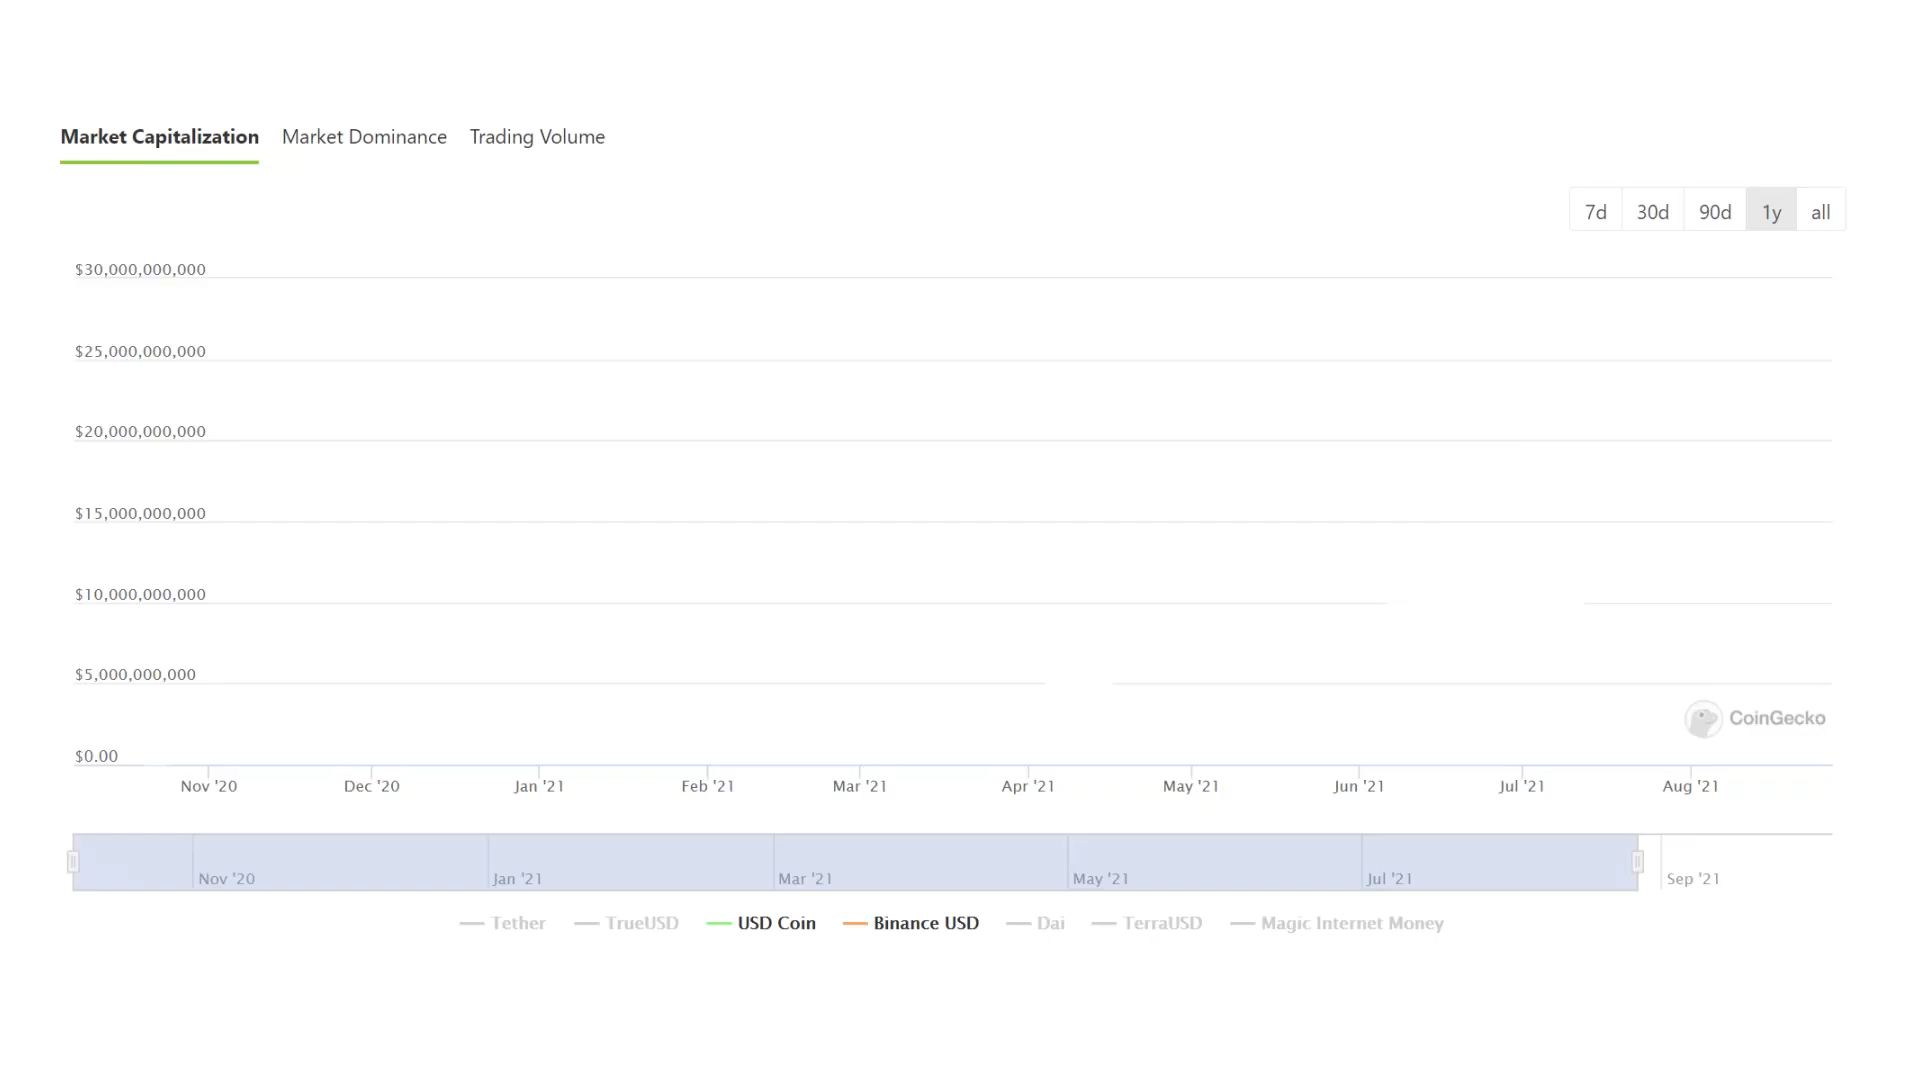 Market Capitalization Market Dominance Trading Volume
7d 30d 90d 1y all
$30,000,000,000
$25,000,000,000
$20,000,000,000
$15,000,000,000
$10,000,000,000
$5,000,000,000
CoinGecko
$0.00
Nov '20 Dec '20 Jan '21 Feb '21 Mar '21 Apr '21 May '21 Jun '21 Jul '21 Aug '21
Nov '20 Jan '21 Mar '21 May '21 Jul '21 Sep '21
Tether TrueUSD USD Coin Binance USD Dai TerraUSD Magic Internet Money